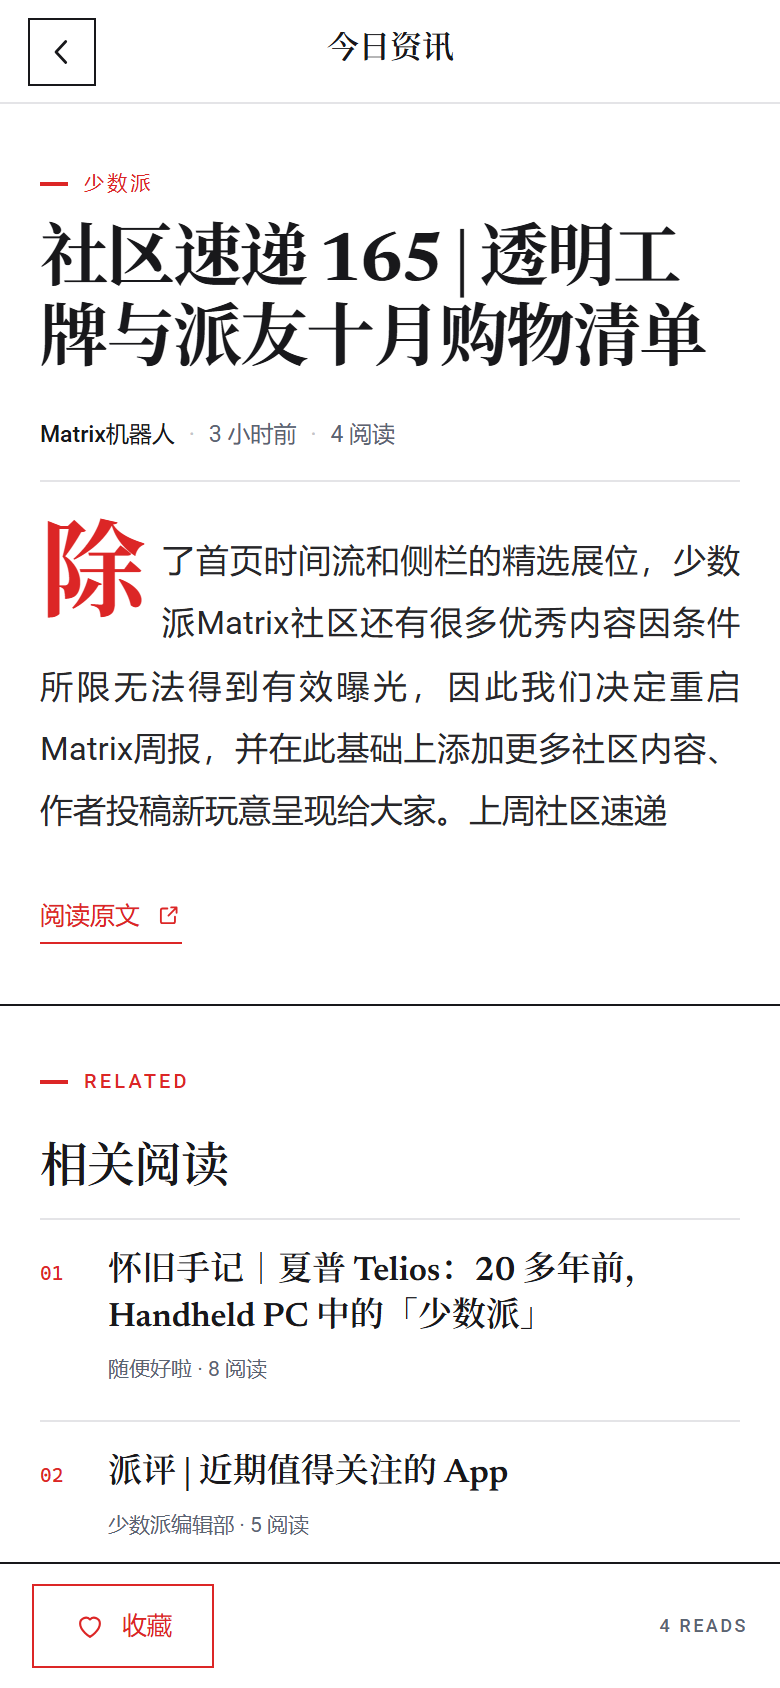 今日资讯
少数派
社区速递 165 | 透明工
牌与派友十月购物清单
Matrix机器人 · 3 小时前 · 4 阅读
除了首页时间流和侧栏的精选展位，少数
派Matrix社区还有很多优秀内容因条件
所限无法得到有效曝光，因此我们决定重启
Matrix周报，并在此基础上添加更多社区内容、
作者投稿新玩意呈现给大家。上周社区速递
阅读原文
RELATED
相关阅读
01
怀旧手记｜夏普 Telios：20 多年前，
Handheld PC 中的「少数派」
随便好啦 · 8 阅读
02
派评 | 近期值得关注的 App
少数派编辑部 · 5 阅读
收藏
4 READS